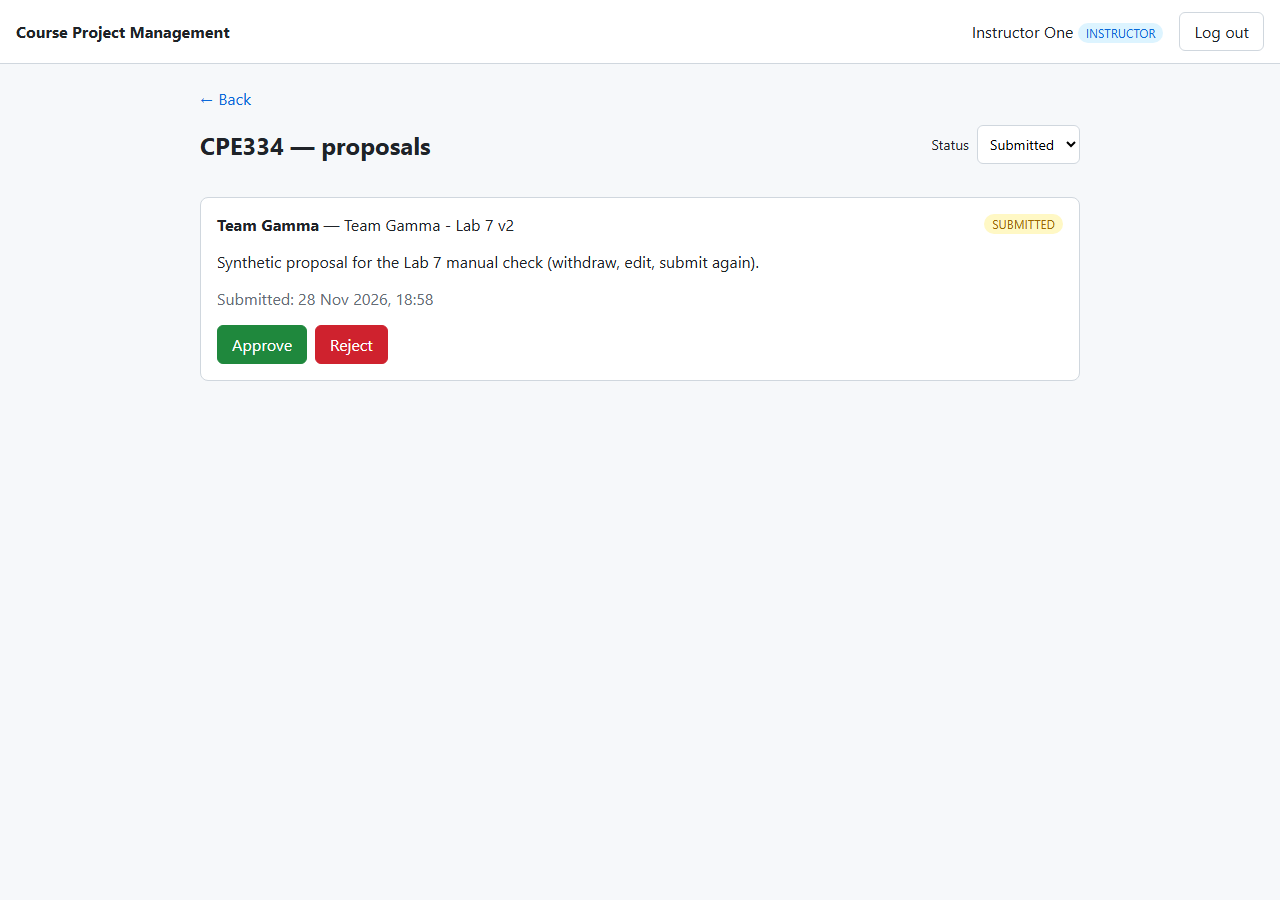 Course Project Management
Instructor One INSTRUCTOR Log out
← Back
CPE334 — proposals
Status Submitted
Team Gamma — Team Gamma - Lab 7 v2 SUBMITTED
Synthetic proposal for the Lab 7 manual check (withdraw, edit, submit again).
Submitted: 28 Nov 2026, 18:58
Approve Reject